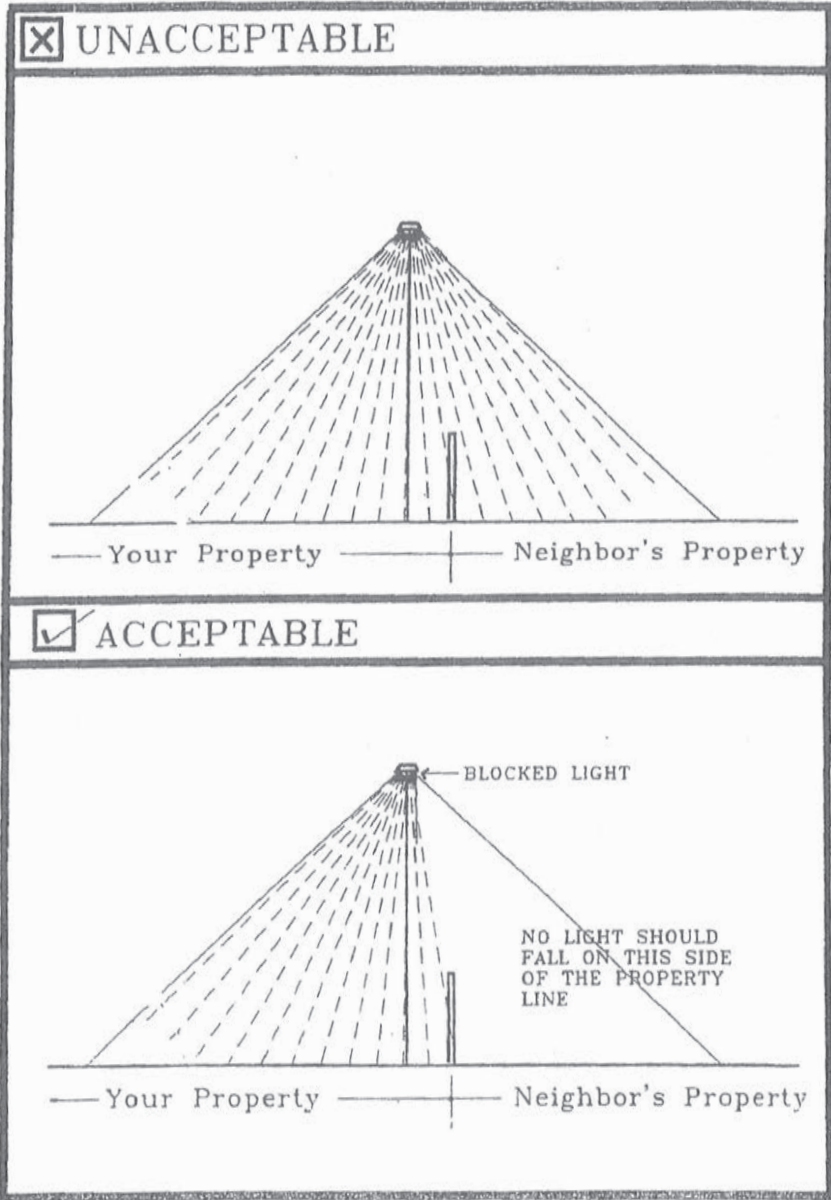 UNACCEPTABLE
Your Property
Neighbor's Property
ACCEPTABLE
BLOCKED LIGHT
NO LIGHT SHOULD
FALL ON THIS SIDE
OF THE PROPERTY
LINE
Your Property
Neighbor's Property